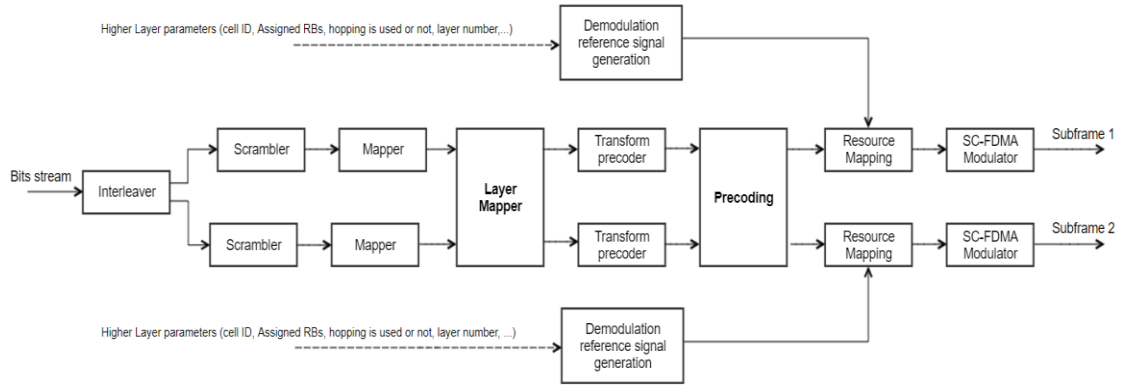 Higher Layer parameters (cell ID, Assigned RBs, hopping is used or not, layer number,...)
Demodulation
reference signal
generation
Bits stream
Interleaver
Scrambler
Mapper
Layer
Mapper
Transform
precoder
Precoding
Resource
Mapping
SC-FDMA
Modulator
Subframe 1
Scrambler
Mapper
Transform
precoder
Resource
Mapping
SC-FDMA
Modulator
Subframe 2
Higher Layer parameters (cell ID, Assigned RBs, hopping is used or not, layer number, ...)
Demodulation
reference signal
generation